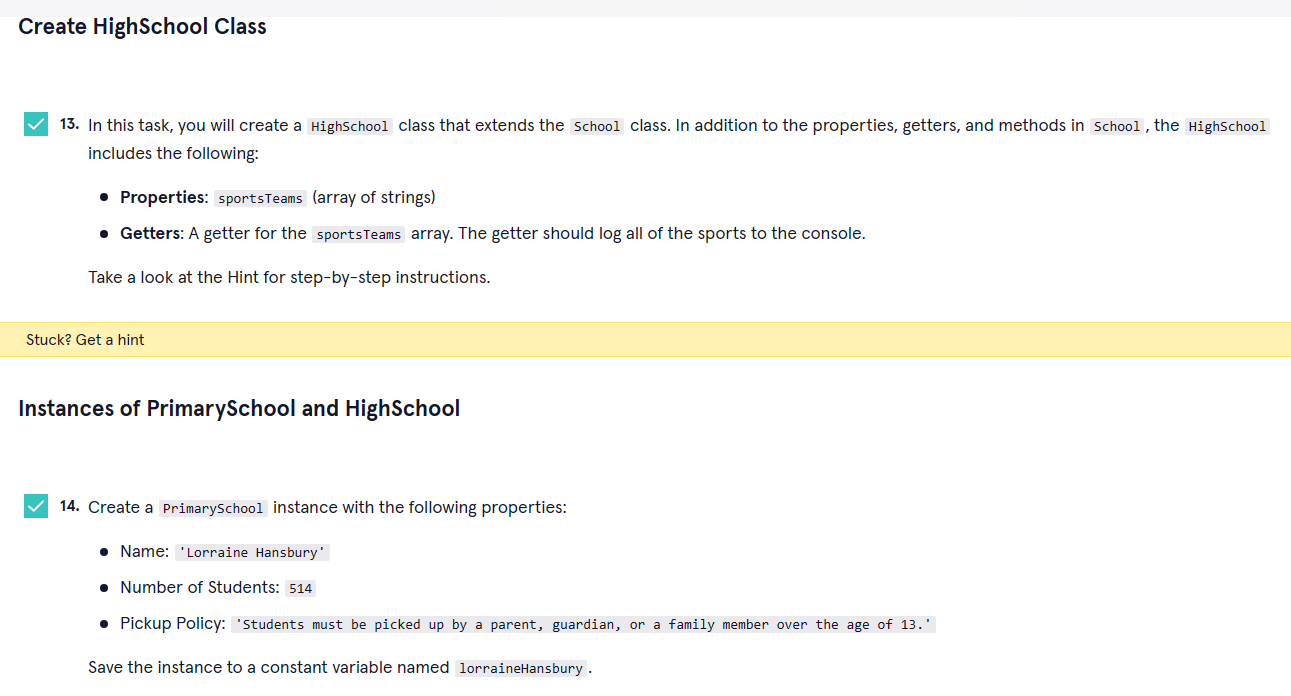 Create HighSchool Class
13. In this task, you will create a HighSchool class that extends the School class. In addition to the properties, getters, and methods in School, the HighSchool
includes the following:
Properties: sportsTeams (array of strings)
Getters: A getter for the sportsTeams array. The getter should log all of the sports to the console.
Take a look at the Hint for step-by-step instructions.
Stuck? Get a hint
Instances of PrimarySchool and HighSchool
14. Create a PrimarySchool instance with the following properties:
Name: 'Lorraine Hansbury'
Number of Students: 514
Pickup Policy: 'Students must be picked up by a parent, guardian, or a family member over the age of 13.'
Save the instance to a constant variable named lorraineHansbury.